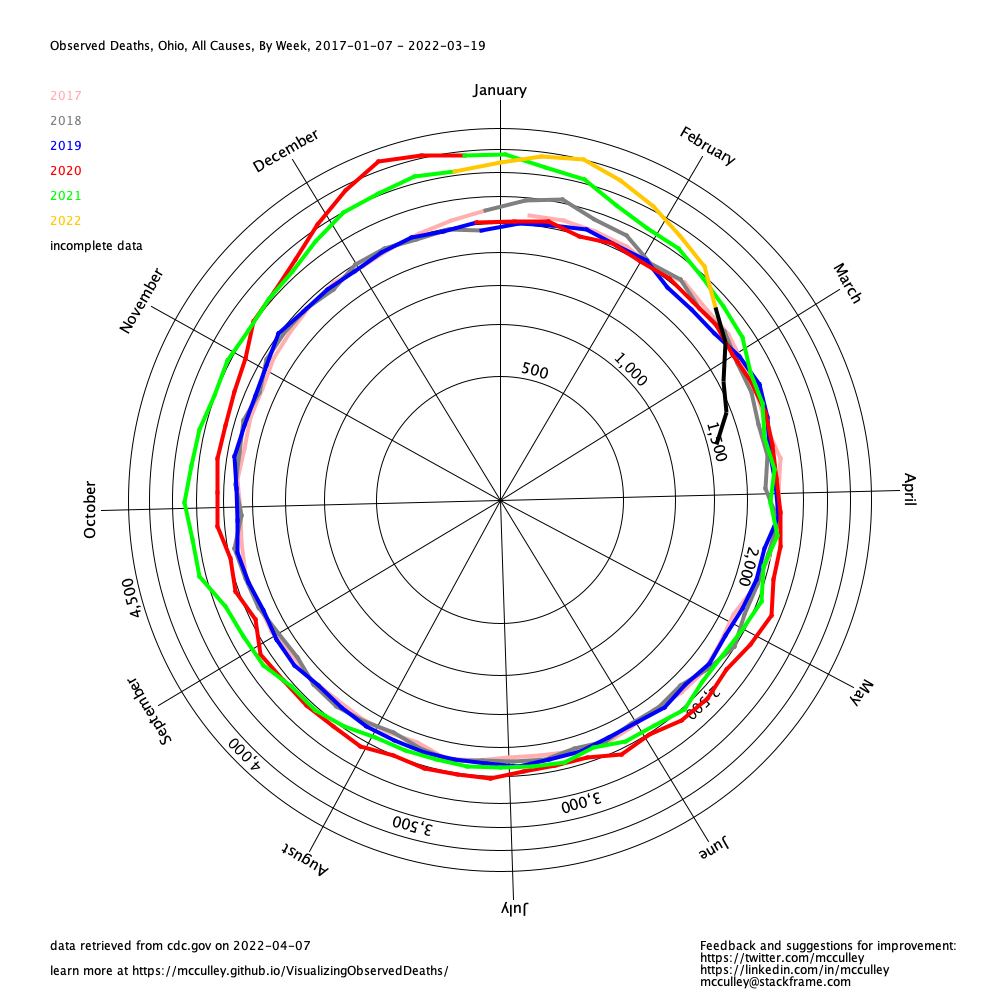 Observed Deaths, Ohio, All Causes, By Week, 2017-01-07 - 2022-03-19
2017
2018
2019
2020
2021
2022
incomplete data
January
February
March
April
May
June
July
August
September
October
November
December
500
1,000
1,500
2,000
2,500
3,000
3,500
4,000
4,500
data retrieved from cdc.gov on 2022-04-07
learn more at https://mcculley.github.io/VisualizingObservedDeaths/
Feedback and suggestions for improvement:
https://twitter.com/mcculley
https://linkedin.com/in/mcculley
mcculley@stackframe.com